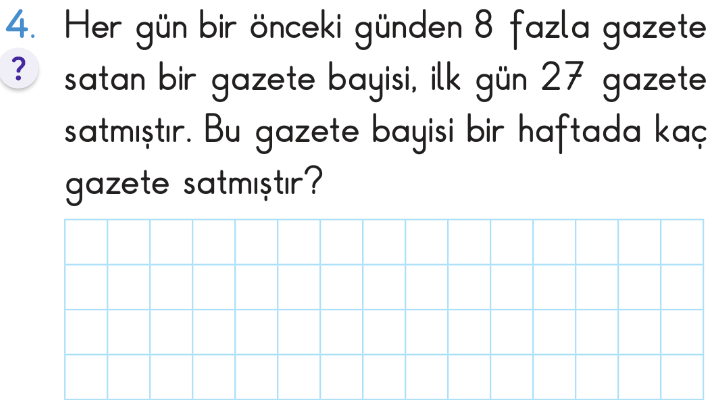 4. Her gün bir önceki günden 8 fazla gazete
? satan bir gazete bayisi, ilk gün 27 gazete
satmıştır. Bu gazete bayisi bir haftada kaç
gazete satmıştır?